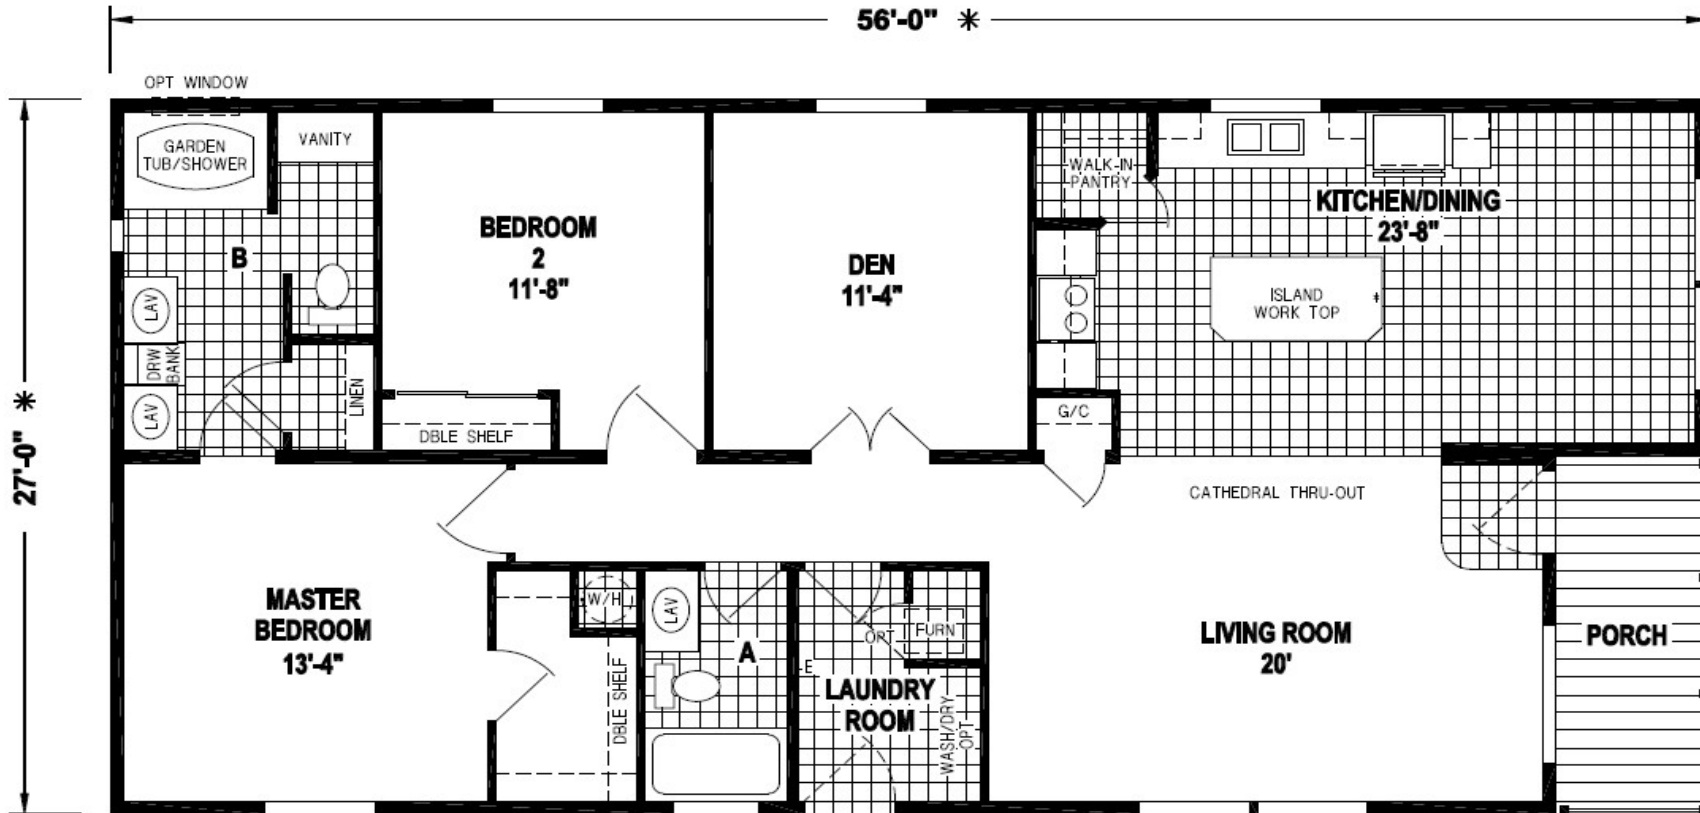 56'-0" *
OPT WINDOW
GARDEN
TUB/SHOWER
VANITY
WALK-IN
PANTRY
KITCHEN/DINING
23'-8"
BEDROOM
2
11'-8"
B
DEN
11'-4"
LAV
ISLAND
WORK TOP
DRW
BANK
LINEN
LAV
27'-0" *
DBLE SHELF
G/C
CATHEDRAL THRU-OUT
MASTER
BEDROOM
13'-4"
W/H
LAV
FURN
OPT
A
E
LIVING ROOM
20'
PORCH
DBLE SHELF
LAUNDRY
ROOM
WASH/DRY
OPT